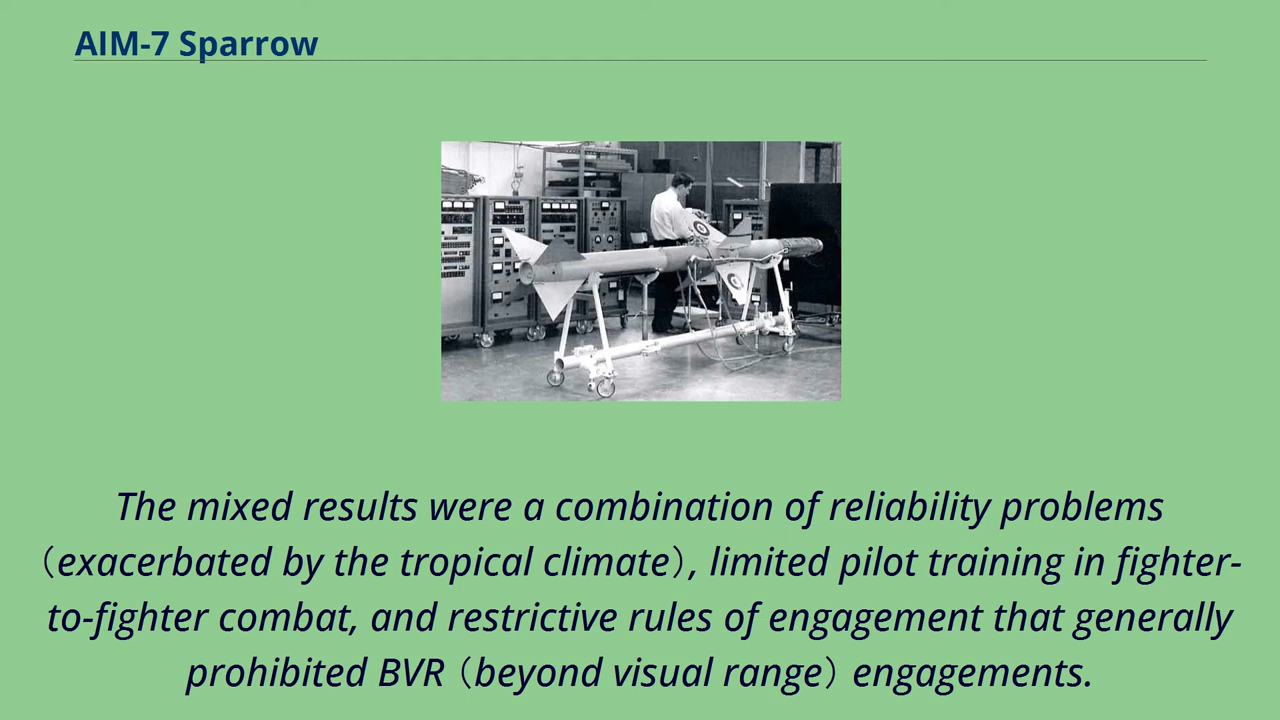 AIM-7 Sparrow
The mixed results were a combination of reliability problems
（exacerbated by the tropical climate）, limited pilot training in fighter-
to-fighter combat, and restrictive rules of engagement that generally
prohibited BVR（beyond visual range）engagements.